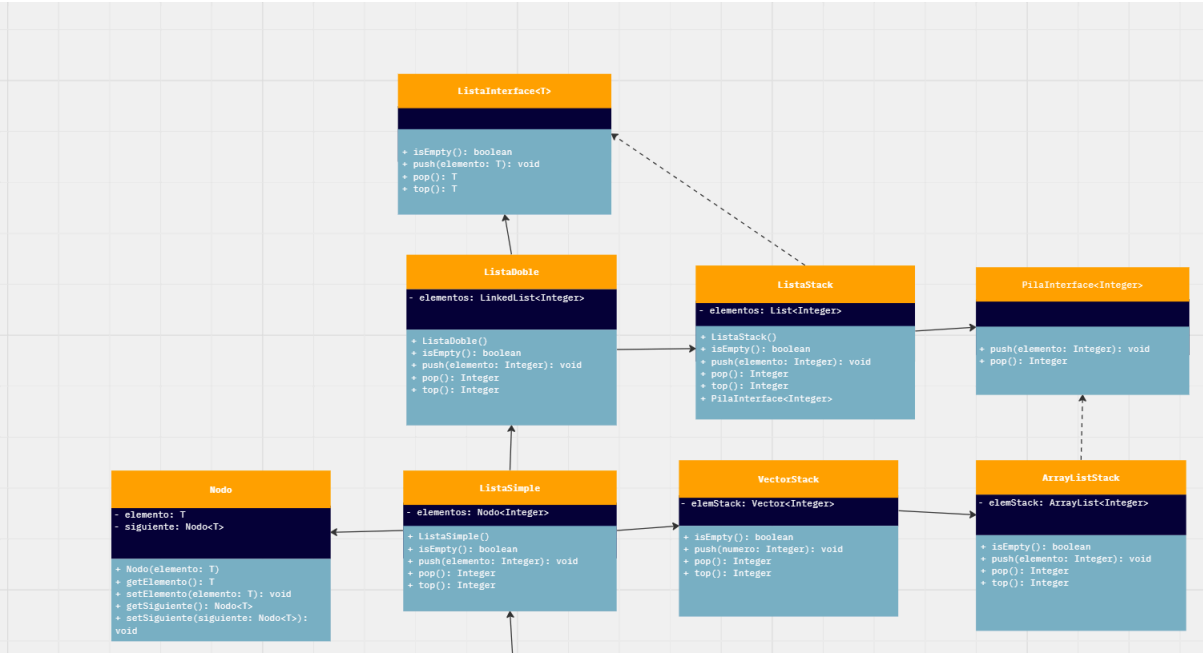 ListaInterface<T>
+ isEmpty(): boolean
+ push(elemento: T): void
+ pop(): T
+ top(): T
ListaDoble
- elementos: LinkedList<Integer>
+ ListaDoble()
+ isEmpty(): boolean
+ push(elemento: Integer): void
+ pop(): Integer
+ top(): Integer
ListaStack
- elementos: List<Integer>
+ ListaStack()
+ isEmpty(): boolean
+ push(elemento: Integer): void
+ pop(): Integer
+ top(): Integer
+ PilaInterface<Integer>
PilaInterface<Integer>
+ push(elemento: Integer): void
+ pop(): Integer
Nodo
- elemento: T
- siguiente: Nodo<T>
+ Nodo(elemento: T)
+ getElemento(): T
+ setElemento(elemento: T): void
+ getSiguiente(): Nodo<T>
+ setSiguiente(siguiente: Nodo<T>):
void
ListaSimple
- elementos: Nodo<Integer>
+ ListaSimple()
+ isEmpty(): boolean
+ push(elemento: Integer): void
+ pop(): Integer
+ top(): Integer
VectorStack
- elemStack: Vector<Integer>
+ isEmpty(): boolean
+ push(numero: Integer): void
+ pop(): Integer
+ top(): Integer
ArrayListStack
- elemStack: ArrayList<Integer>
+ isEmpty(): boolean
+ push(elemento: Integer): void
+ pop(): Integer
+ top(): Integer